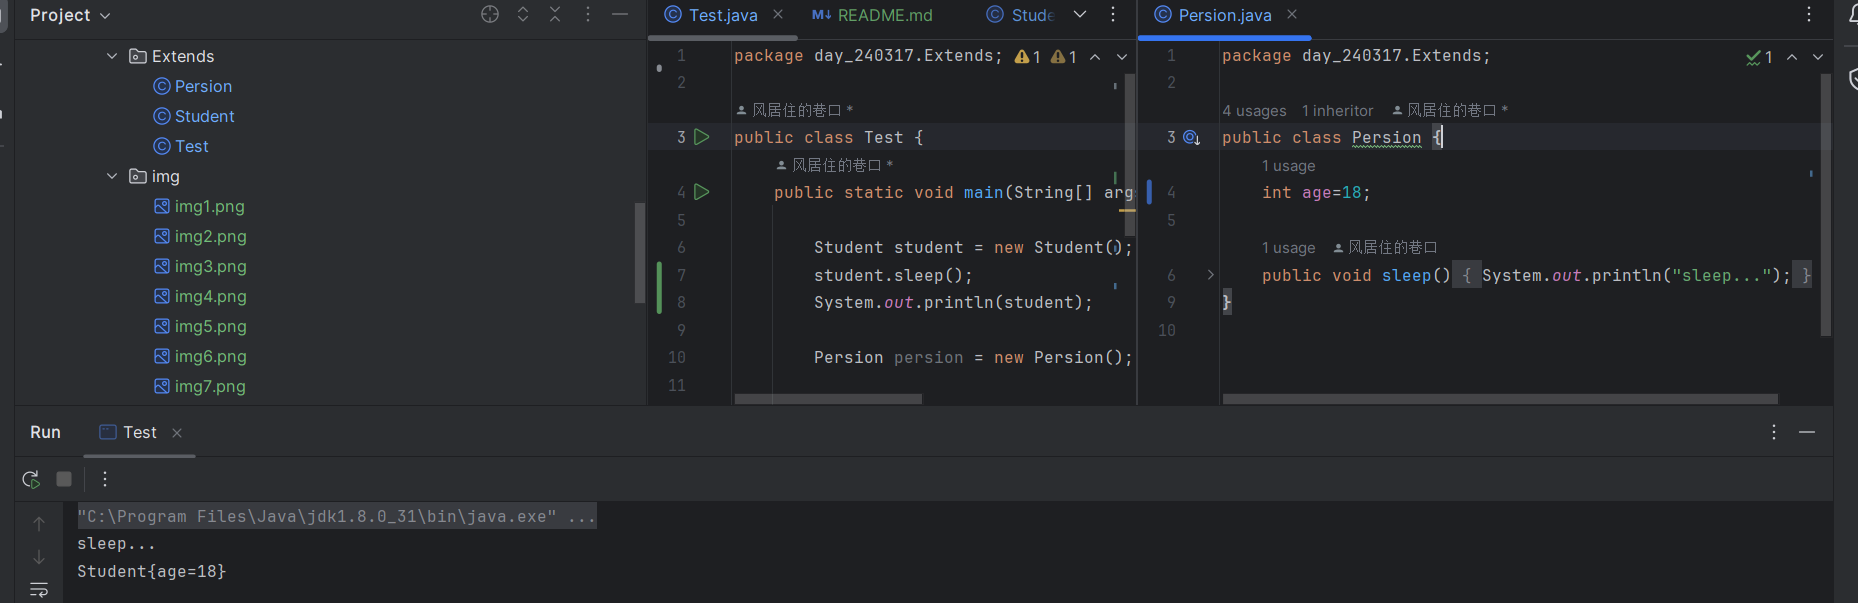 Project
Extends
Persion
Student
Test
img
img1.png
img2.png
img3.png
img4.png
img5.png
img6.png
img7.png
Test.java
README.md
1 package day_240317.Extends; 1 1
2
风居住的巷口 *
3 public class Test {
风居住的巷口 *
4 public static void main(String[] arg
5
6 Student student = new Student();
7 student.sleep();
8 System.out.println(student);
9
10 Persion persion = new Persion();
11
Persion.java
1 package day_240317.Extends; 1
2
4 usages 1 inheritor 风居住的巷口 *
3 public class Persion {
1 usage
4 int age=18;
5
1 usage 风居住的巷口
6 public void sleep() { System.out.println("sleep..."); }
9 }
10
Run Test
"C:\Program Files\Java\jdk1.8.0_31\bin\java.exe" ...
sleep...
Student{age=18}